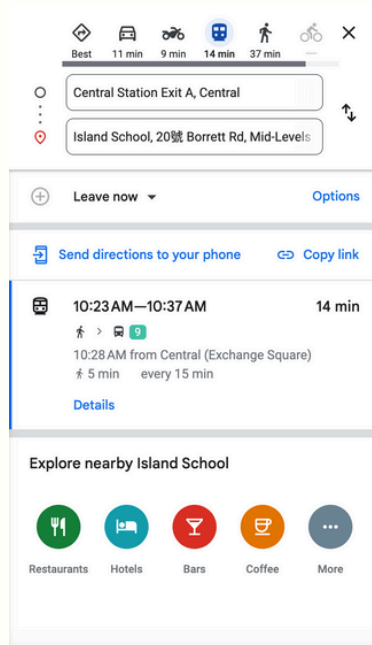 Best
11 min
9 min
14 min
37 min
—
Central Station Exit A, Central
Island School, 20號 Borrett Rd, Mid-Levels
Leave now
Options
Send directions to your phone
Copy link
10:23 AM—10:37 AM
14 min
9
10:28 AM from Central (Exchange Square)
5 min every 15 min
Details
Explore nearby Island School
Restaurants
Hotels
Bars
Coffee
More